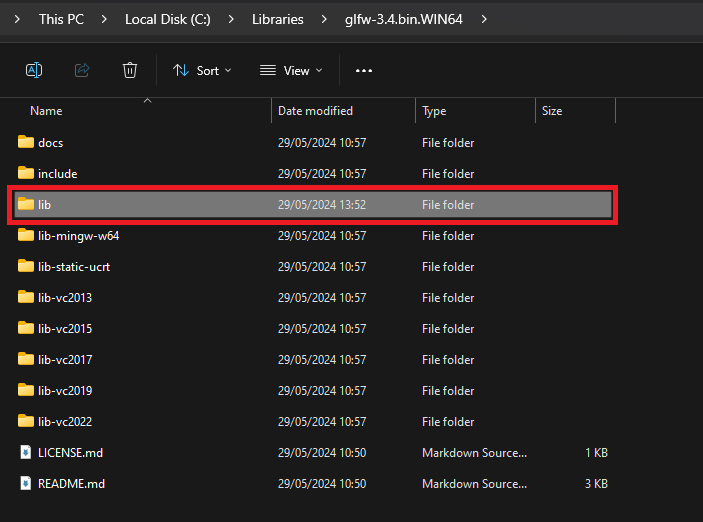 This PC > Local Disk (C:) > Libraries > glfw-3.4.bin.WIN64 >
Sort View
Name Date modified Type Size
docs 29/05/2024 10:57 File folder
include 29/05/2024 10:57 File folder
lib 29/05/2024 13:52 File folder
lib-mingw-w64 29/05/2024 10:57 File folder
lib-static-ucrt 29/05/2024 10:57 File folder
lib-vc2013 29/05/2024 10:57 File folder
lib-vc2015 29/05/2024 10:57 File folder
lib-vc2017 29/05/2024 10:57 File folder
lib-vc2019 29/05/2024 10:57 File folder
lib-vc2022 29/05/2024 10:57 File folder
LICENSE.md 29/05/2024 10:50 Markdown Source... 1 KB
README.md 29/05/2024 10:50 Markdown Source... 3 KB